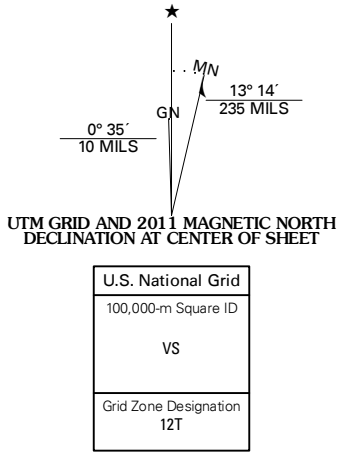 ★
MN
13° 14´
235 MILS
GN
0° 35´
10 MILS
UTM GRID AND 2011 MAGNETIC NORTH
DECLINATION AT CENTER OF SHEET
U.S. National Grid
100,000-m Square ID
VS
Grid Zone Designation
12T